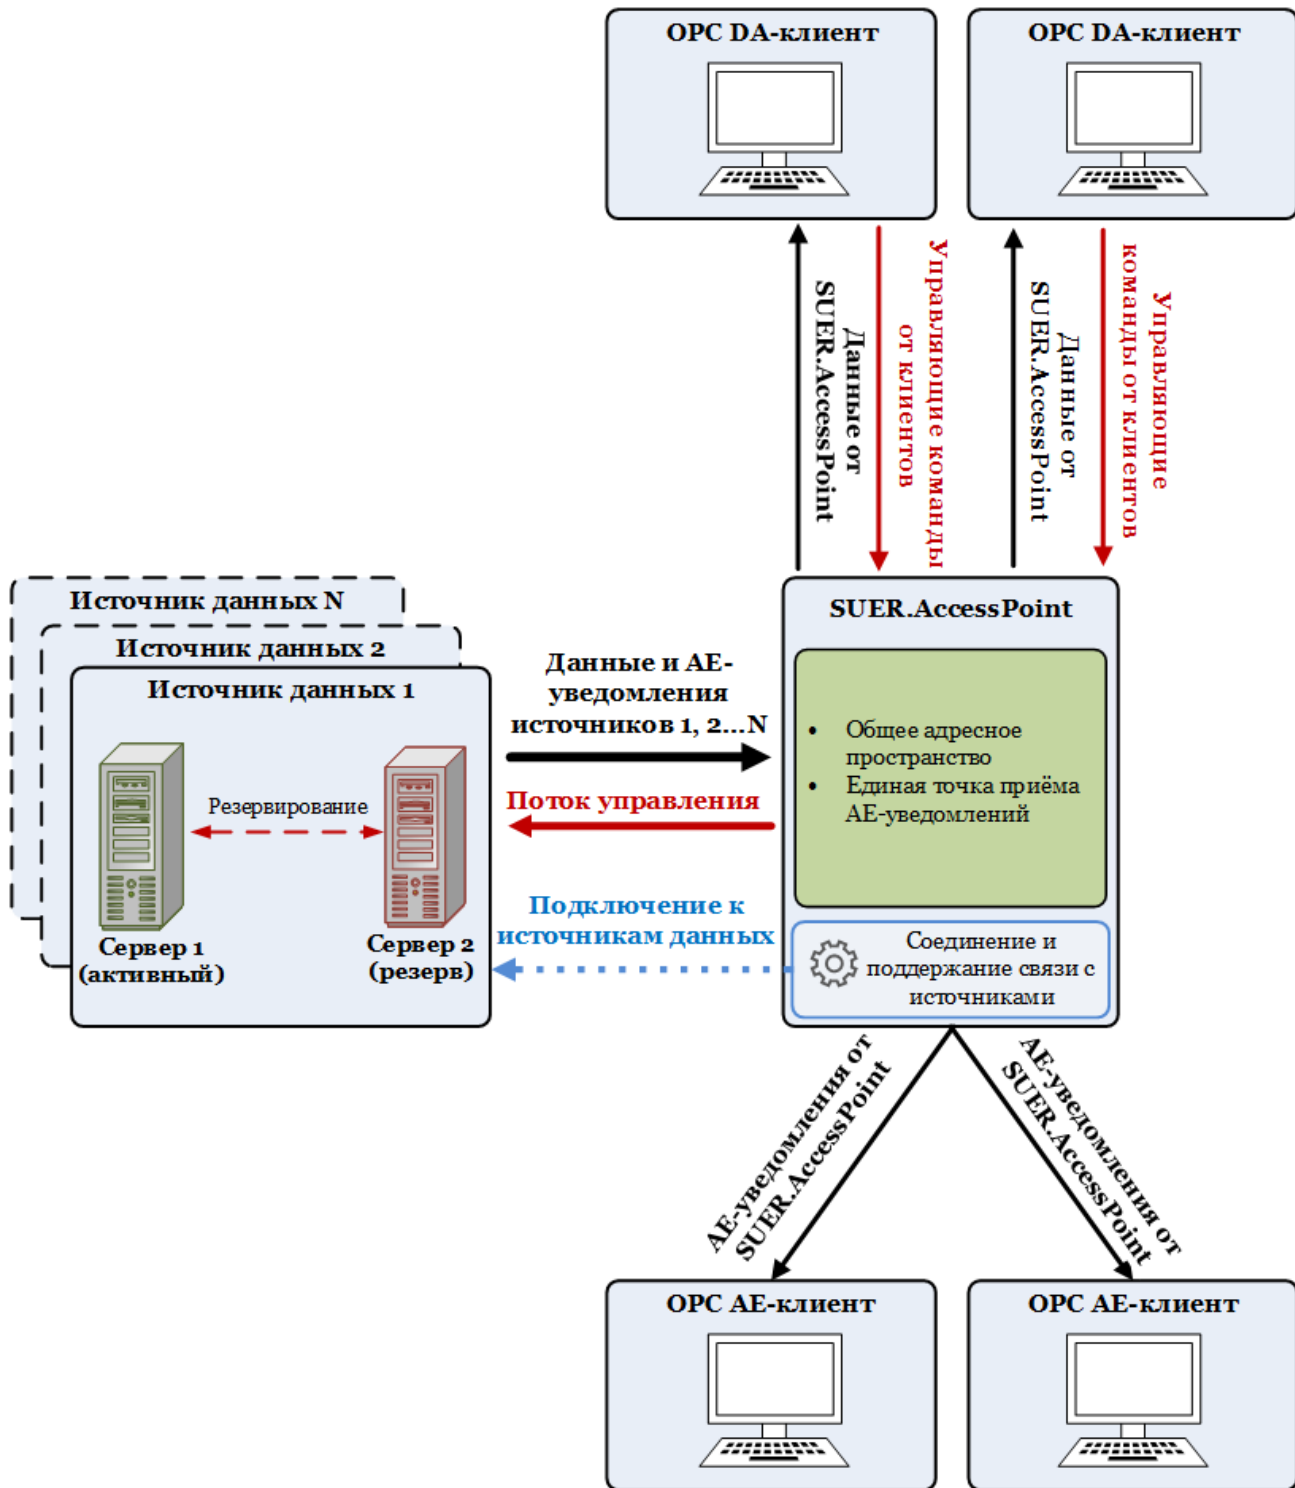 OPC DA-клиент
OPC DA-клиент
Данные от
SUER.AccessPoint
Управляющие команды
от клиентов
Данные от
SUER.AccessPoint
Управляющие
команды от клиентов
Источник данных N
Источник данных 2
Источник данных 1
Резервирование
Сервер 1
(активный)
Сервер 2
(резерв)
Данные и AE-
уведомления
источников 1, 2...N
Поток управления
Подключение к
источникам данных
SUER.AccessPoint
• Общее адресное
пространство
• Единая точка приёма
AE-уведомлений
Соединение и
поддержание связи с
источниками
AE-уведомления от
SUER.AccessPoint
AE-уведомления от
SUER.AccessPoint
OPC AE-клиент
OPC AE-клиент